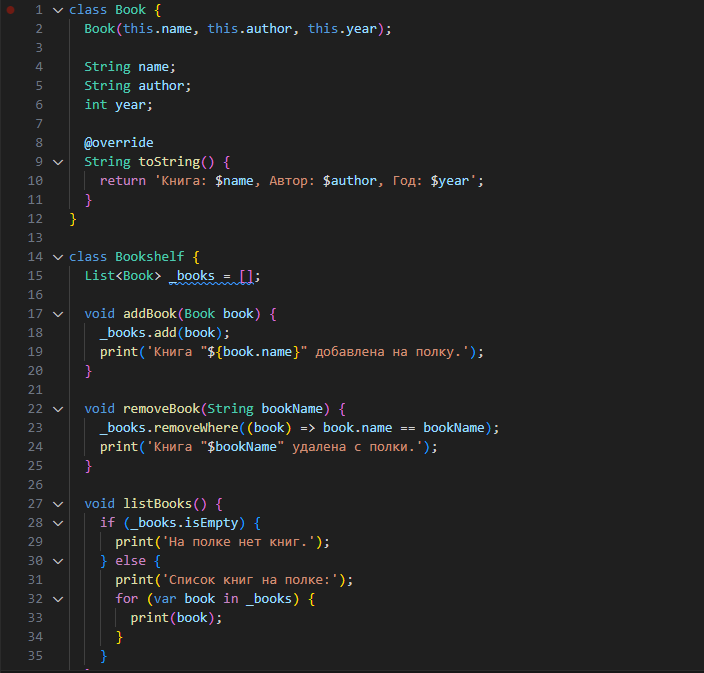 1 class Book {
2 Book(this.name, this.author, this.year);
3
4 String name;
5 String author;
6 int year;
7
8 @override
9 String toString() {
10 return 'Книга: $name, Автор: $author, Год: $year';
11 }
12 }
13
14 class Bookshelf {
15 List<Book> _books = [];
16
17 void addBook(Book book) {
18 _books.add(book);
19 print('Книга "${book.name}" добавлена на полку.');
20 }
21
22 void removeBook(String bookName) {
23 _books.removeWhere((book) => book.name == bookName);
24 print('Книга "$bookName" удалена с полки.');
25 }
26
27 void listBooks() {
28 if (_books.isEmpty) {
29 print('На полке нет книг.');
30 } else {
31 print('Список книг на полке:');
32 for (var book in _books) {
33 print(book);
34 }
35 }